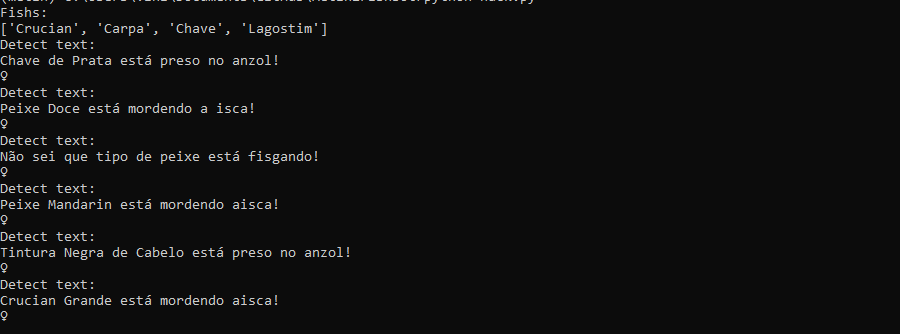 Fishs:
['Crucian', 'Carpa', 'Chave', 'Lagostim']
Detect text:
Chave de Prata está preso no anzol!
♀
Detect text:
Peixe Doce está mordendo a isca!
♀
Detect text:
Não sei que tipo de peixe está fisgando!
♀
Detect text:
Peixe Mandarin está mordendo aisca!
♀
Detect text:
Tintura Negra de Cabelo está preso no anzol!
♀
Detect text:
Crucian Grande está mordendo aisca!
♀